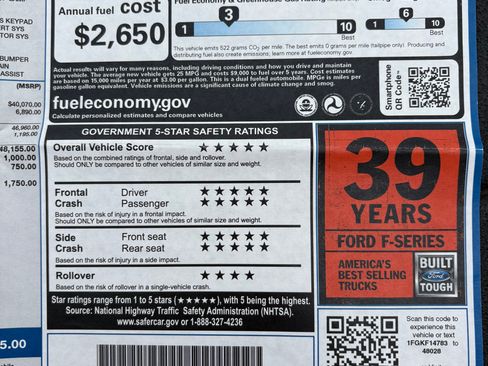 Annual fuel cost
$2,650
3
1
10
Best
6
1
10
Best
This vehicle emits 522 grams CO2 per mile. The best emits 0 grams per mile (tailpipe only). Producing and
distributing fuel also create emissions; learn more at fueleconomy.gov.
S KEYPAD
ERT SYS
TOR SYS
BUMPER
AIN
ASSIST
(MSRP)
$40,070.00
6,890.00
46,960.00
1,195.00
48,155.00
1,000.00
750.00
1,750.00
5.00
Actual results will vary for many reasons, including driving conditions and how you drive and maintain
your vehicle. The average new vehicle gets 25 MPG and costs $9,000 to fuel over 5 years. Cost estimates
are based on 15,000 miles per year at $3.00 per gallon. This is a dual fueled automobile. MPGe is miles per
gasoline gallon equivalent. Vehicle emissions are a significant cause of climate change and smog.
fueleconomy.gov
Calculate personalized estimates and compare vehicles
Smartphone
QR Code™
GOVERNMENT 5-STAR SAFETY RATINGS
Overall Vehicle Score ★ ★ ★ ★ ★
Based on the combined ratings of frontal, side and rollover.
Should ONLY be compared to other vehicles of similar size and weight.
Frontal Driver ★ ★ ★ ★ ★
Crash Passenger ★ ★ ★ ★ ★
Based on the risk of injury in a frontal impact.
Should ONLY be compared to other vehicles of similar size and weight.
Side Front seat ★ ★ ★ ★ ★
Crash Rear seat ★ ★ ★ ★ ★
Based on the risk of injury in a side impact.
Rollover ★ ★ ★ ★
Based on the risk of rollover in a single-vehicle crash.
Star ratings range from 1 to 5 stars (★★★★★), with 5 being the highest.
Source: National Highway Traffic Safety Administration (NHTSA).
www.safercar.gov or 1-888-327-4236
39
YEARS
FORD F-SERIES
AMERICA'S
BEST SELLING
TRUCKS
BUILT
Ford
TOUGH
Scan this code to
experience this
vehicle or text
1FGKF14783 to
48028